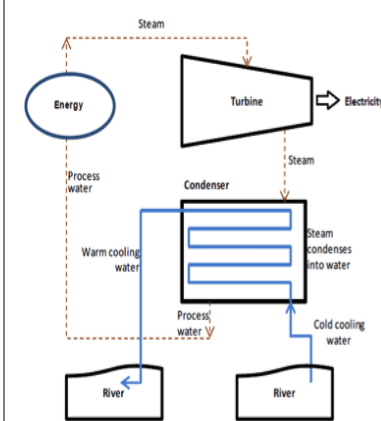 Steam
Energy
Turbine
Electricity
Steam
Process
water
Condenser
Steam
condenses
into water
Warm cooling
water
Process
water
Cold cooling
water
River
River